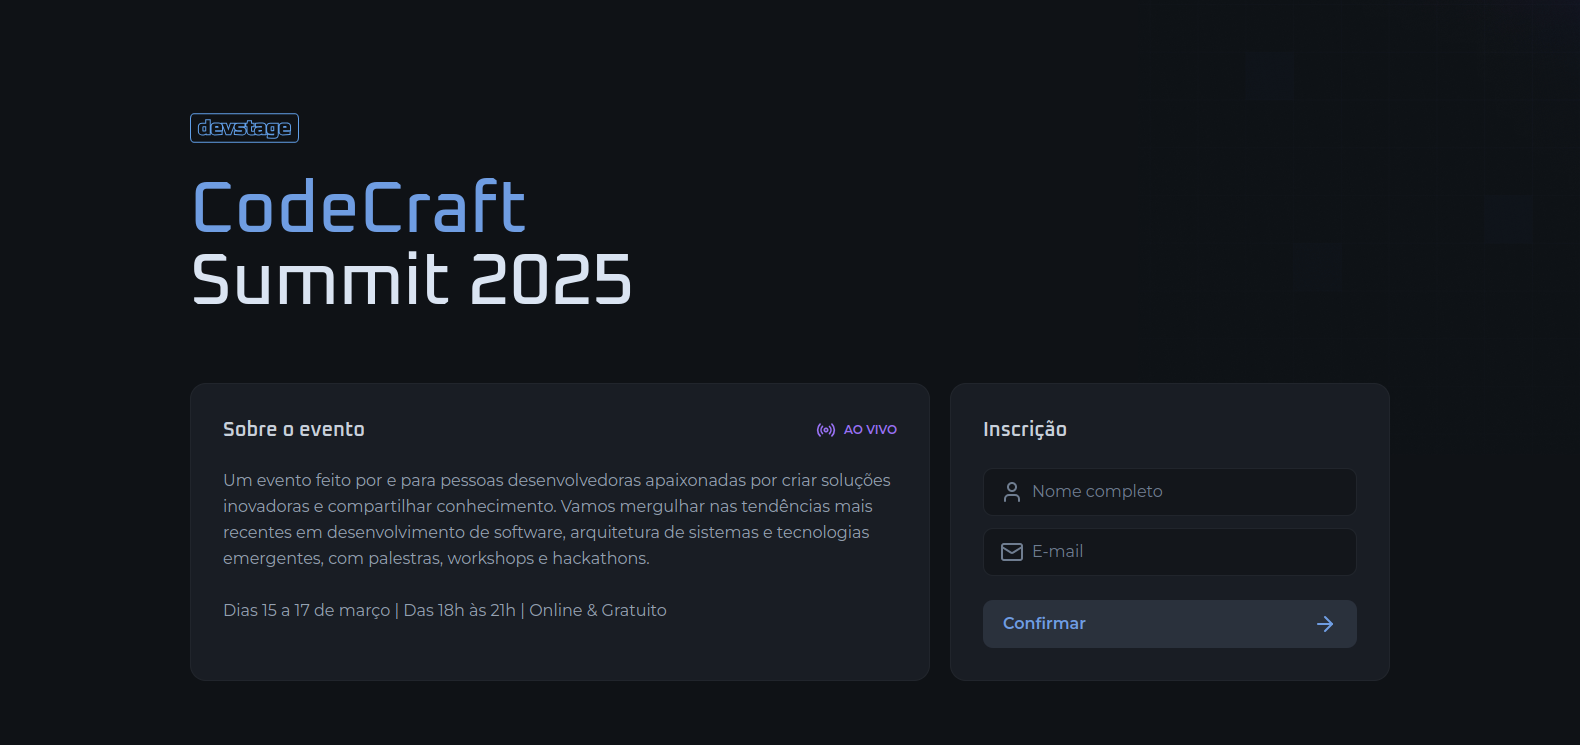 devstage
CodeCraft
Summit 2025
Sobre o evento
AO VIVO
Um evento feito por e para pessoas desenvolvedoras apaixonadas por criar soluções
inovadoras e compartilhar conhecimento. Vamos mergulhar nas tendências mais
recentes em desenvolvimento de software, arquitetura de sistemas e tecnologias
emergentes, com palestras, workshops e hackathons.
Dias 15 a 17 de março | Das 18h às 21h | Online & Gratuito
Inscrição
Nome completo
E-mail
Confirmar